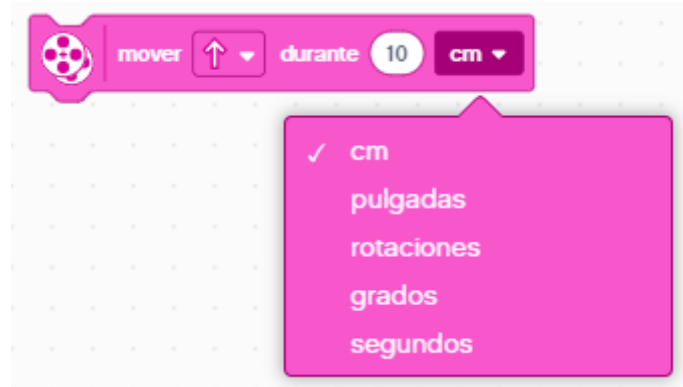 mover durante 10 cm
cm
pulgadas
rotaciones
grados
segundos